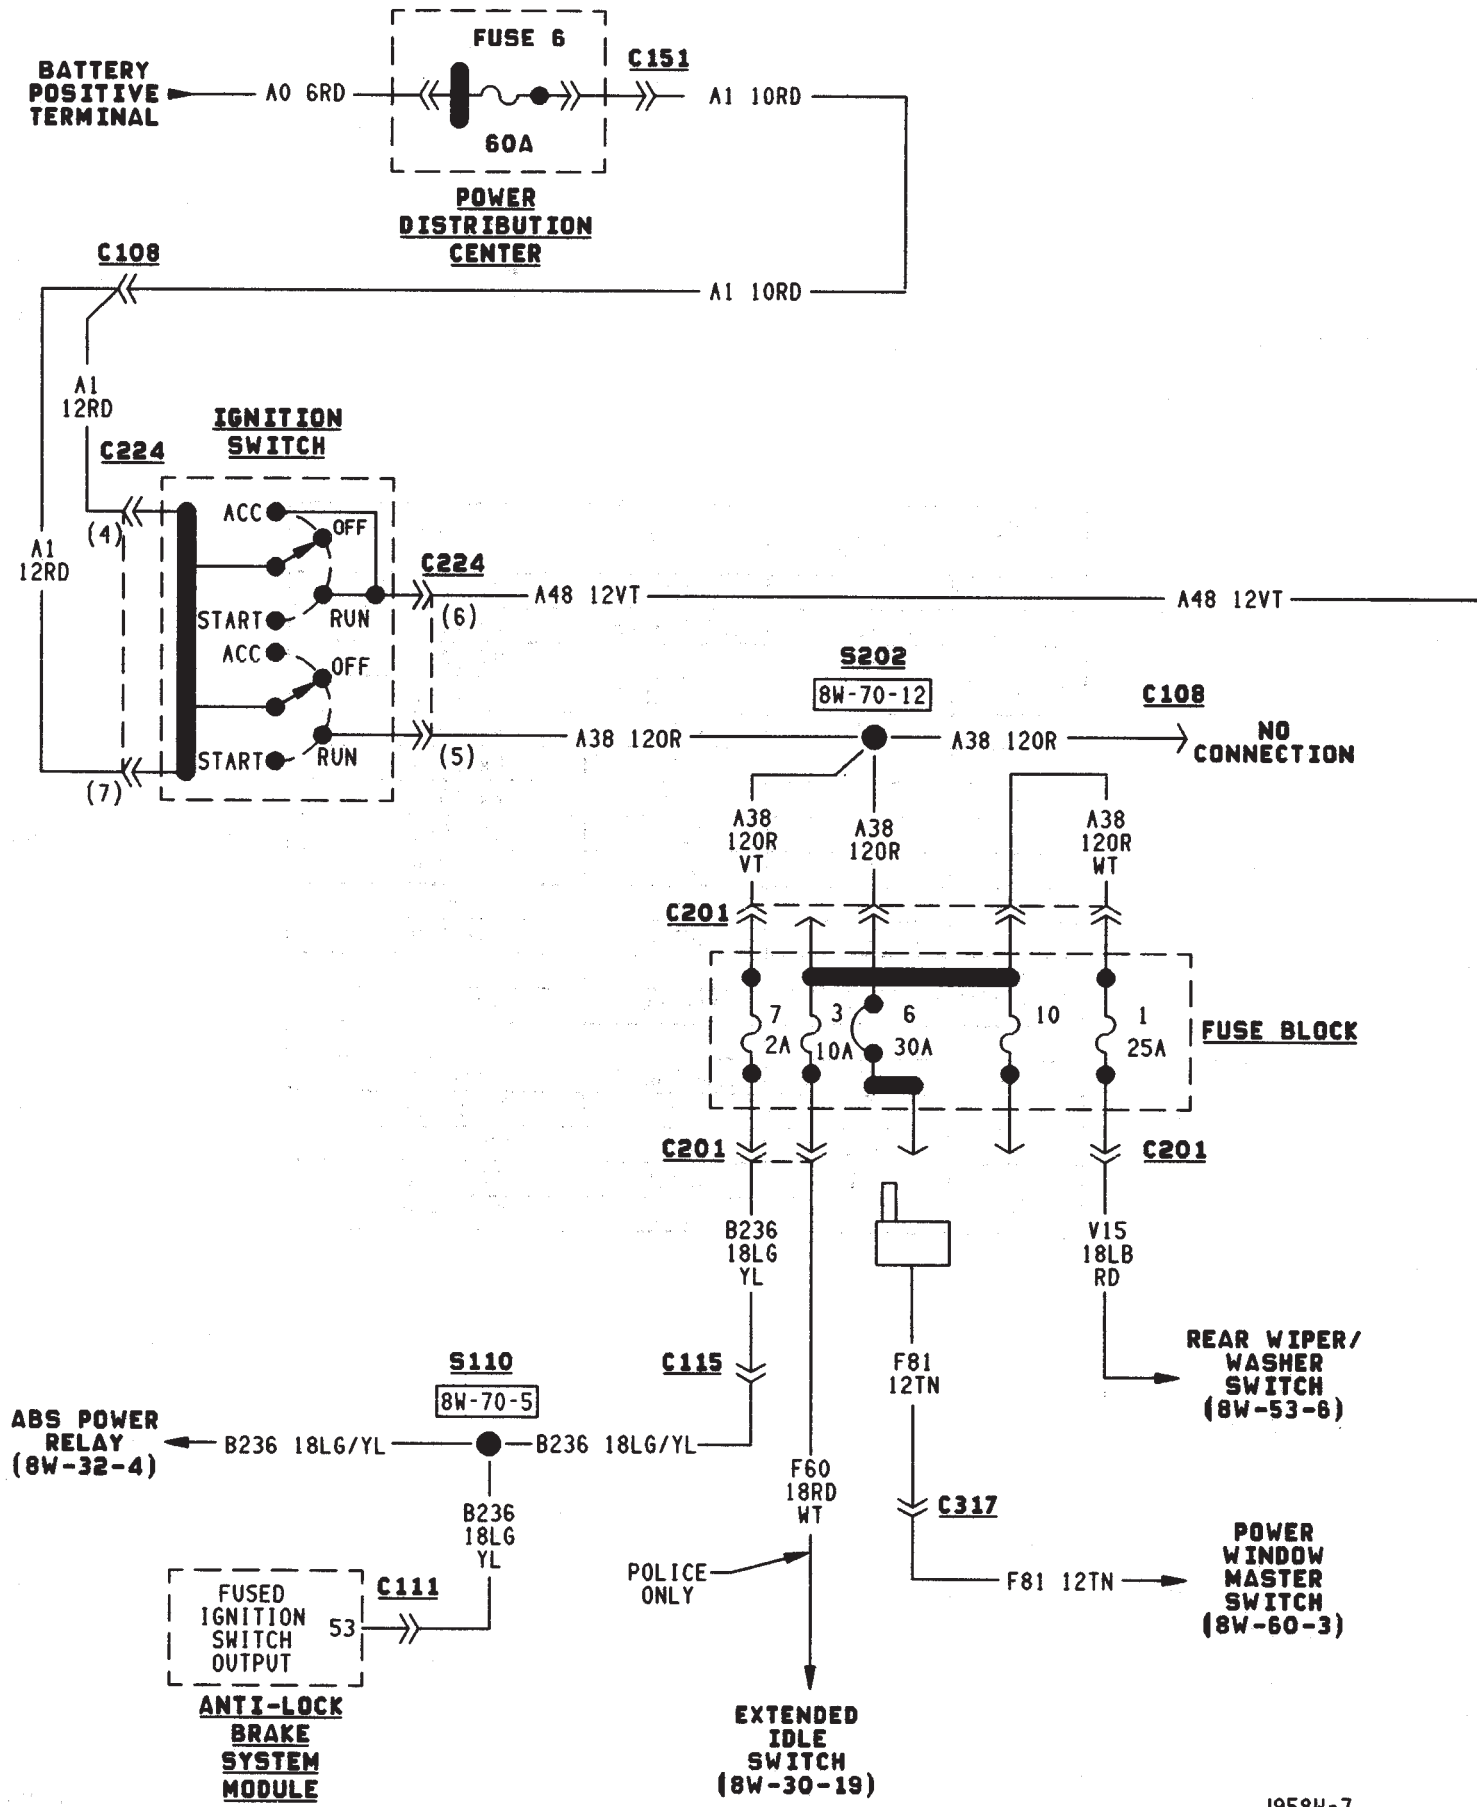 FUSE 6
C151
BATTERY
POSITIVE
TERMINAL
A0 6RD
A1 10RD
60A
POWER
DISTRIBUTION
CENTER
C108
A1 10RD
A1
12RD
IGNITION
SWITCH
C224
ACC
OFF
(4)
A1
12RD
C224
A48 12VT
A48 12VT
START
RUN
(6)
ACC
OFF
S202
8W-70-12
C108
A38 12OR
A38 12OR
NO
CONNECTION
START
RUN
(5)
(7)
A38
12OR
VT
A38
12OR
A38
12OR
WT
C201
7
2A
3
10A
6
30A
10
1
25A
FUSE BLOCK
C201
C201
B236
18LG
YL
V15
18LB
RD
REAR WIPER/
WASHER
SWITCH
(8W-53-6)
S110
8W-70-5
C115
F81
12TN
ABS POWER
RELAY
(8W-32-4)
B236 18LG/YL
B236 18LG/YL
F60
18RD
WT
C317
B236
18LG
YL
POWER
WINDOW
MASTER
SWITCH
(8W-60-3)
F81 12TN
POLICE
ONLY
FUSED
IGNITION
SWITCH
OUTPUT
53
C111
ANTI-LOCK
BRAKE
SYSTEM
MODULE
EXTENDED
IDLE
SWITCH
(8W-30-19)
J958W-7